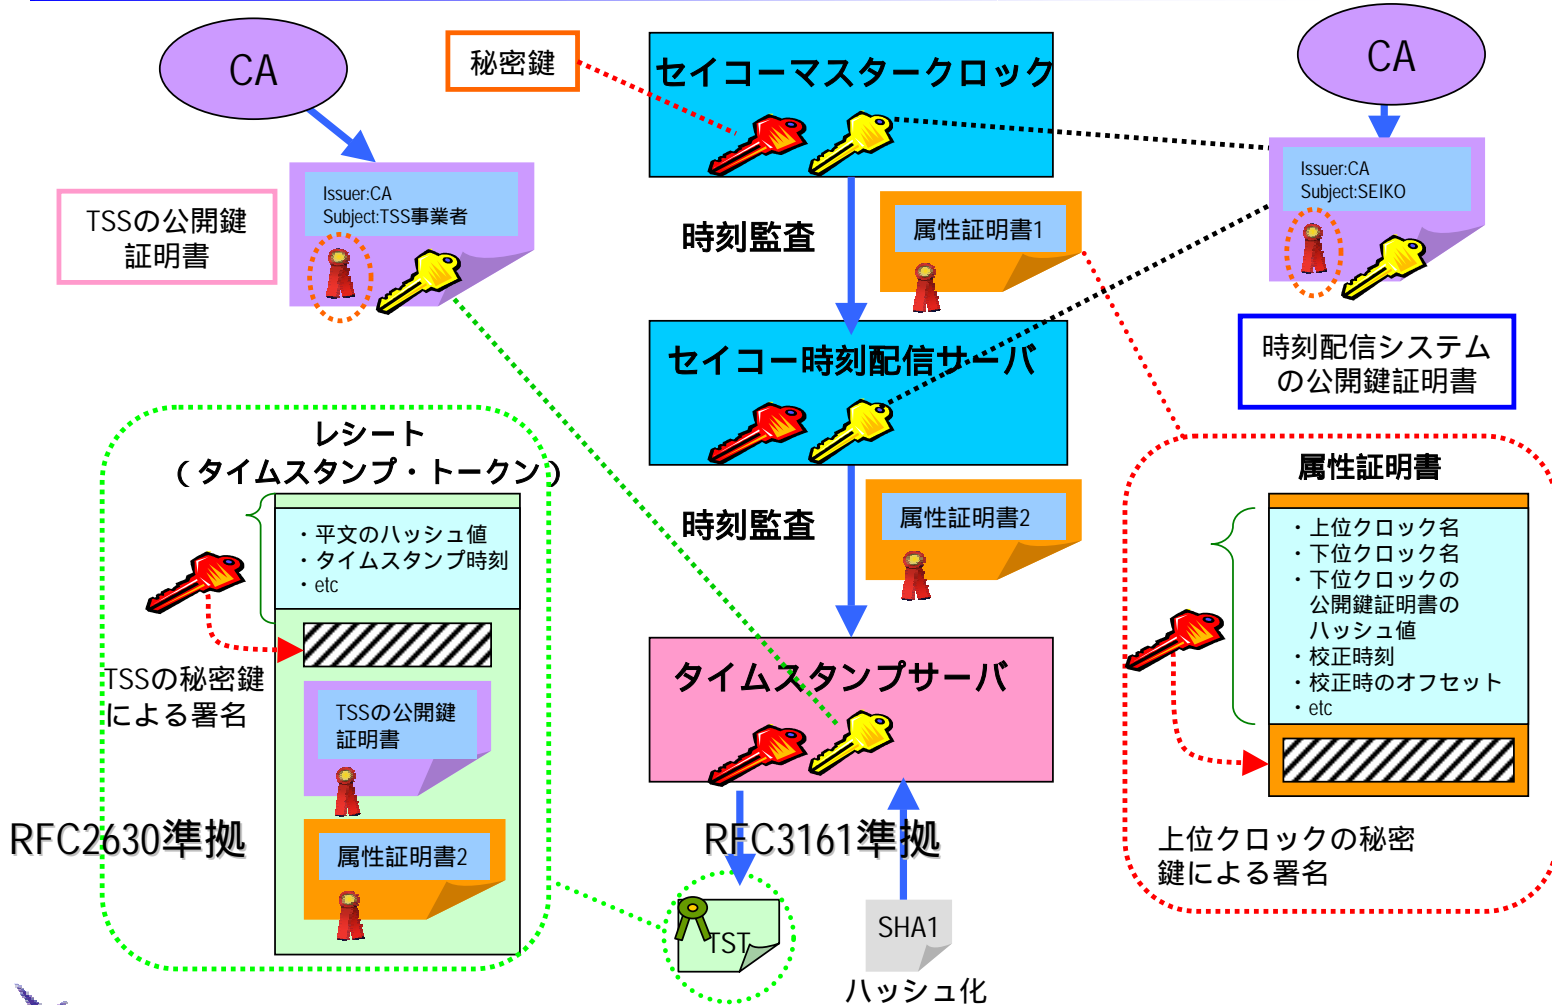 CA
秘密鍵
セイコーマスタークロック
CA
Issuer:CA
Subject:TSS事業者
TSSの公開鍵
証明書
時刻監査
属性証明書1
Issuer:CA
Subject:SEIKO
セイコー時刻配信サーバ
時刻配信システム
の公開鍵証明書
レシート
（タイムスタンプ・トークン）
・平文のハッシュ値
・タイムスタンプ時刻
・etc
TSSの秘密鍵
による署名
TSSの公開鍵
証明書
属性証明書2
RFC2630準拠
時刻監査
属性証明書2
タイムスタンプサーバ
RFC3161準拠
TST
SHA1
ハッシュ化
属性証明書
・上位クロック名
・下位クロック名
・下位クロックの
公開鍵証明書の
ハッシュ値
・校正時刻
・校正時のオフセット
・etc
上位クロックの秘密
鍵による署名